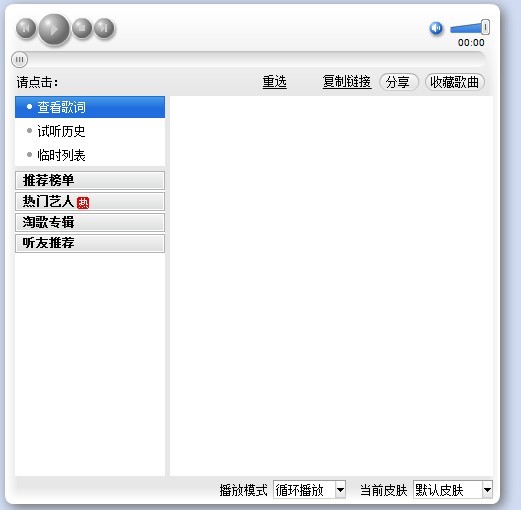 00:00
请点击: 重选 复制链接 分享 收藏歌曲
查看歌词
试听历史
临时列表
推荐榜单
热门艺人 热
淘歌专辑
听友推荐
播放模式 循环播放 当前皮肤 默认皮肤